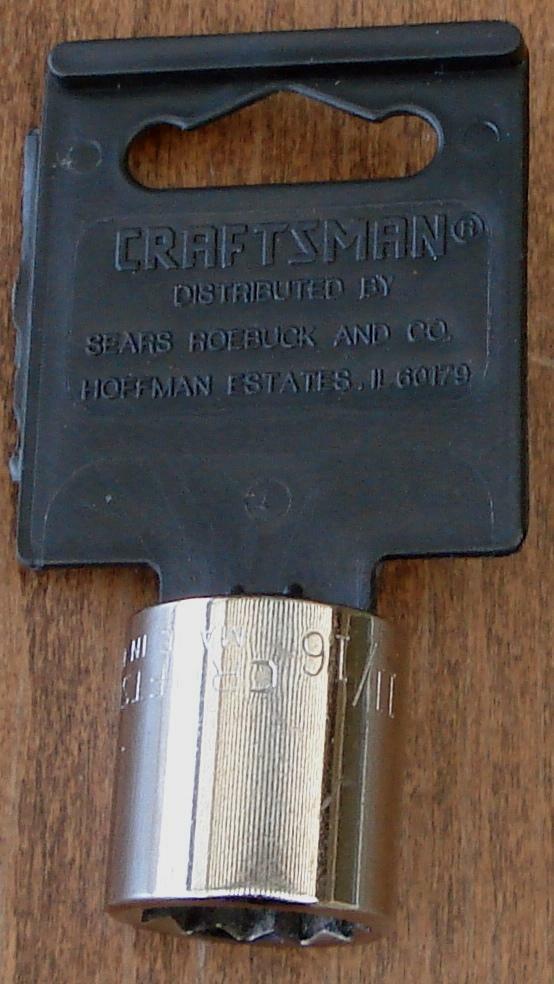 CRAFTSMAN®
DISTRIBUTED BY
SEARS ROEBUCK AND CO.
HOFFMAN ESTATES, IL 60179
11/16